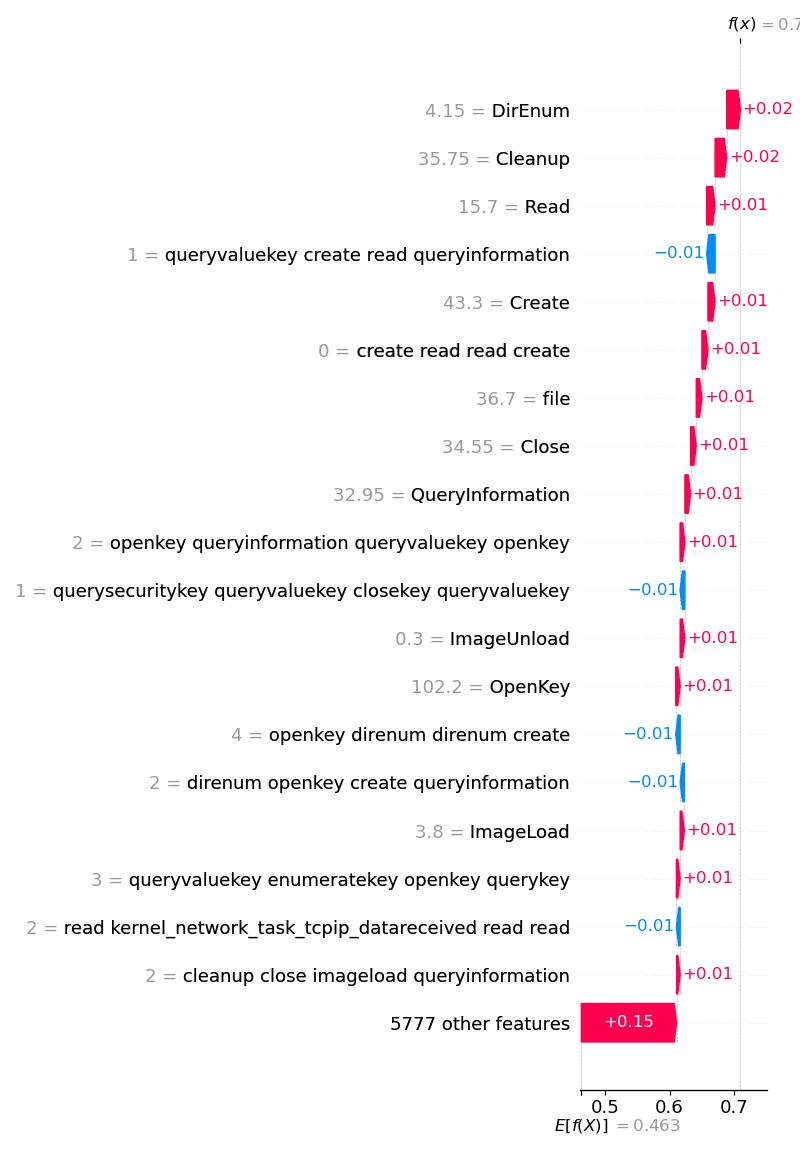 f(x) = 0.7
4.15 = DirEnum +0.02
35.75 = Cleanup +0.02
15.7 = Read +0.01
1 = queryvaluekey create read queryinformation −0.01
43.3 = Create +0.01
0 = create read read create +0.01
36.7 = file +0.01
34.55 = Close +0.01
32.95 = QueryInformation +0.01
2 = openkey queryinformation queryvaluekey openkey +0.01
1 = querysecuritykey queryvaluekey closekey queryvaluekey −0.01
0.3 = ImageUnload +0.01
102.2 = OpenKey +0.01
4 = openkey direnum direnum create −0.01
2 = direnum openkey create queryinformation −0.01
3.8 = ImageLoad +0.01
3 = queryvaluekey enumeratekey openkey querykey +0.01
2 = read kernel_network_task_tcpip_datareceived read read −0.01
2 = cleanup close imageload queryinformation +0.01
5777 other features +0.15
0.5 0.6 0.7
E[f(X)] = 0.463